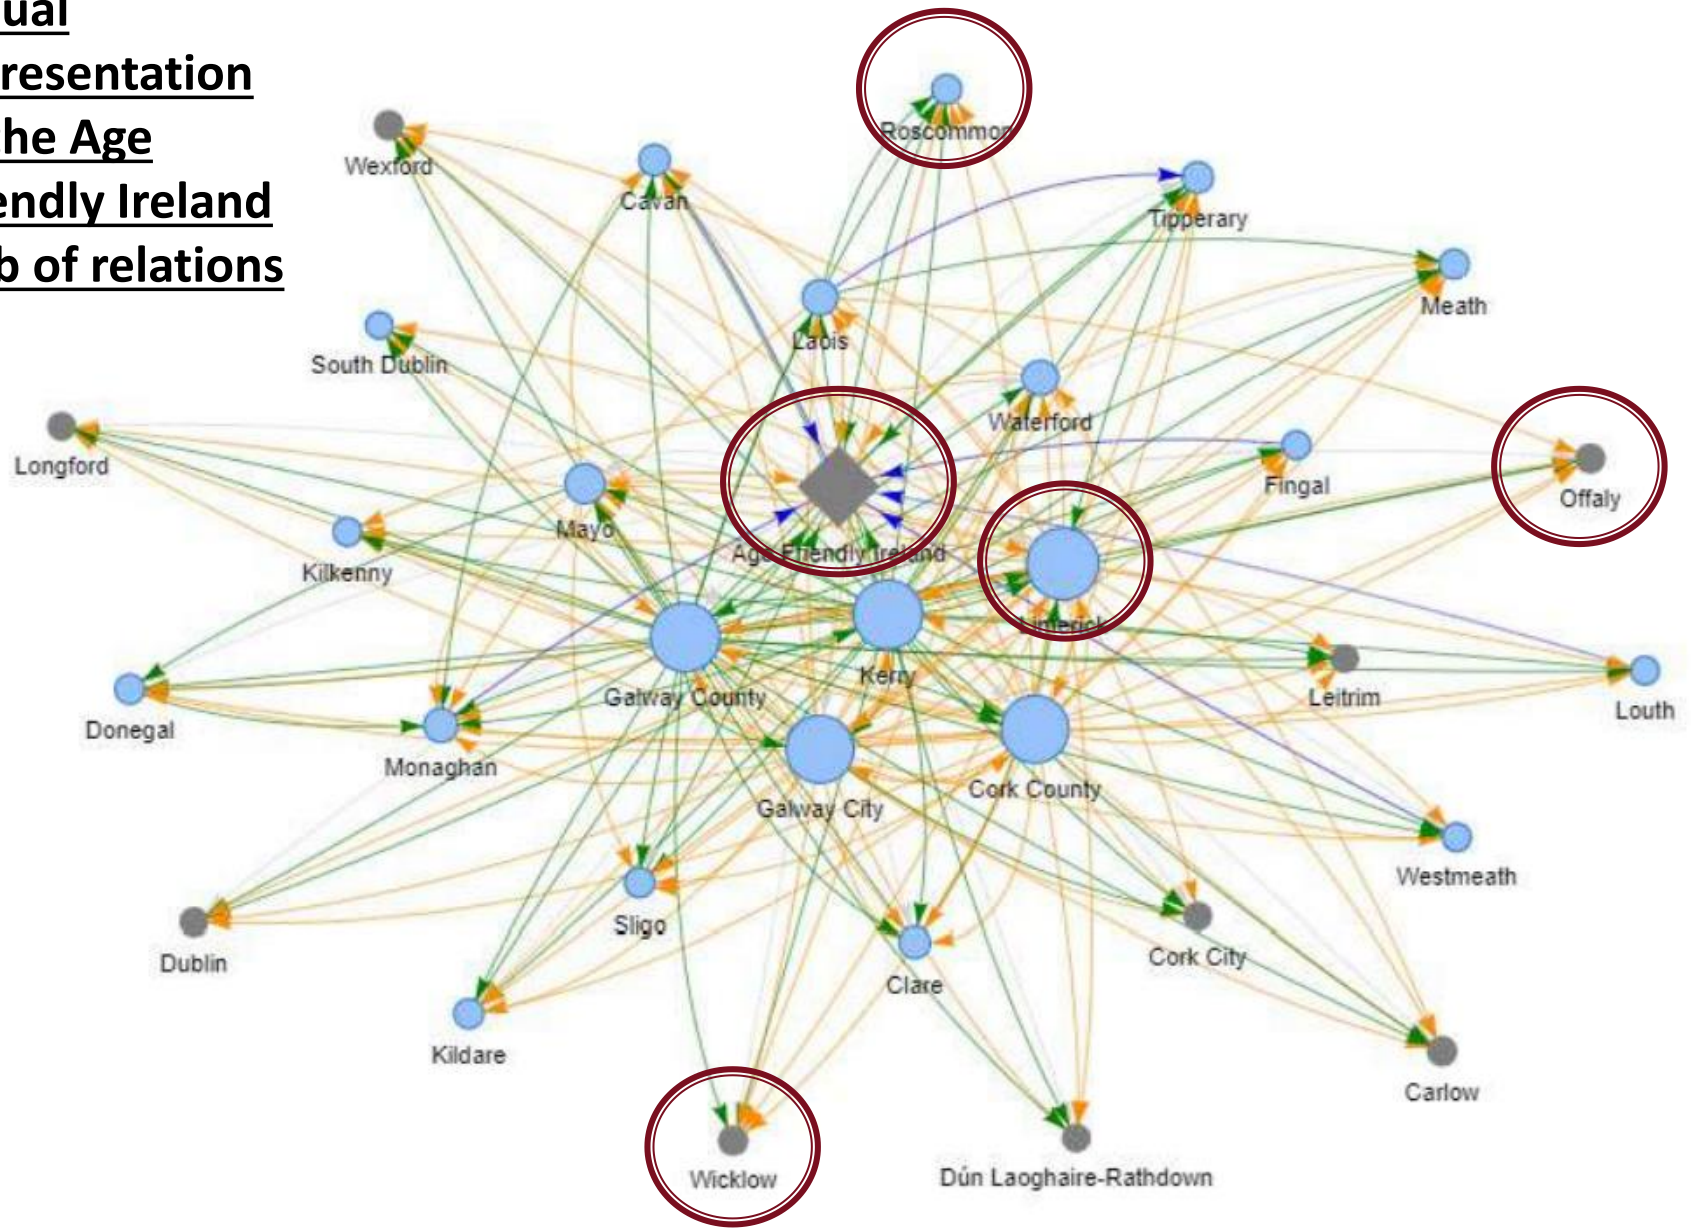 ual
resentation
he Age
endly Ireland
b of relations
Roscommon
Wexford
Cavan
Tipperary
Meath
Laois
South Dublin
Waterford
Longford
Fingal
Offaly
Mayo
Age Friendly Ireland
Kilkenny
Limerick
Kerry
Galway County
Leitrim
Louth
Donegal
Monaghan
Cork County
Galway City
Westmeath
Sligo
Cork City
Dublin
Clare
Kildare
Carlow
Wicklow
Dún Laoghaire-Rathdown